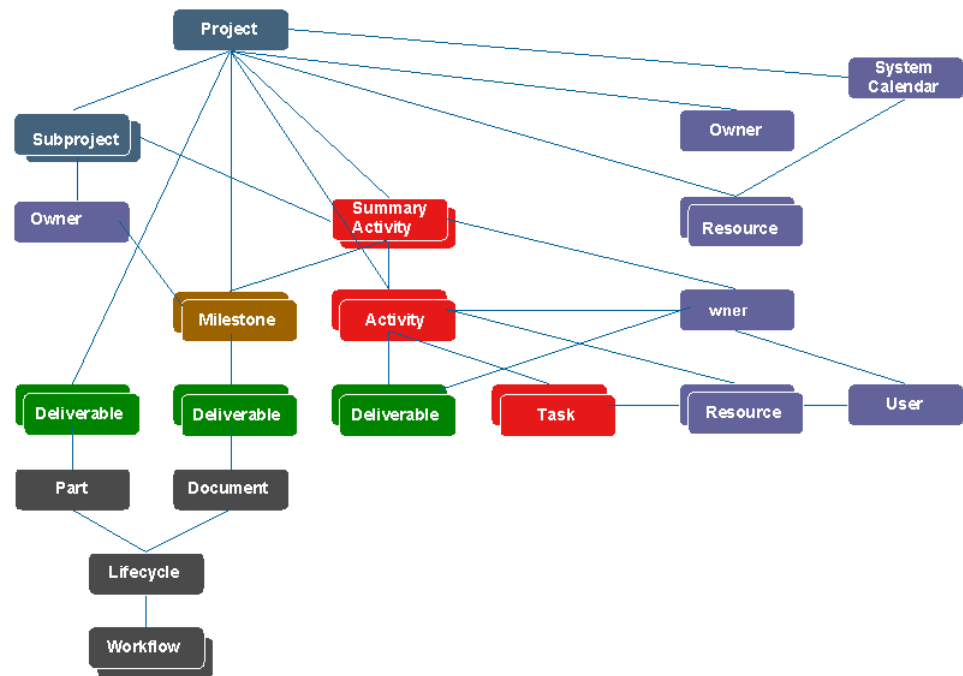 Project
System
Calendar
Owner
Subproject
Summary
Activity
Owner
Resource
Milestone
Activity
wner
Deliverable
Deliverable
Deliverable
Task
Resource
User
Part
Document
Lifecycle
Workflow